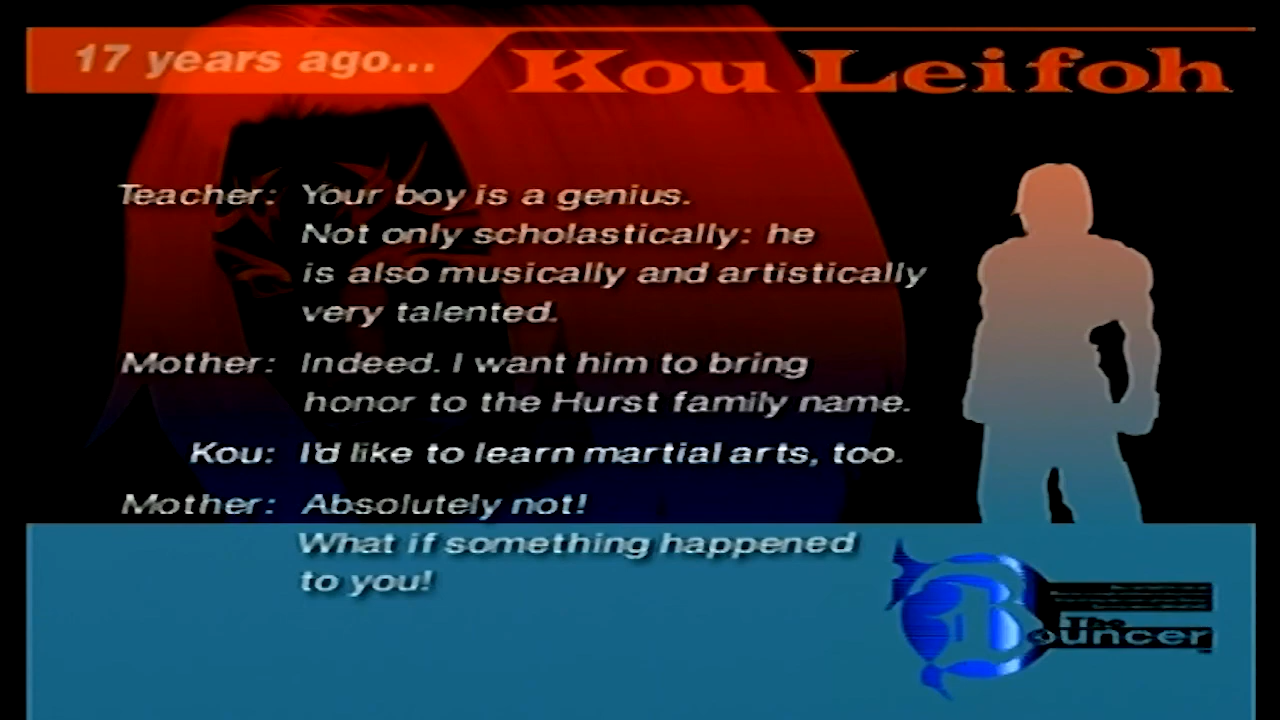 17 years ago...
Kou Leifoh
Teacher: Your boy is a genius.
Not only scholastically: he
is also musically and artistically
very talented.
Mother: Indeed. I want him to bring
honor to the Hurst family name.
Kou: I'd like to learn martial arts, too.
Mother: Absolutely not!
What if something happened
to you!
The
Bouncer